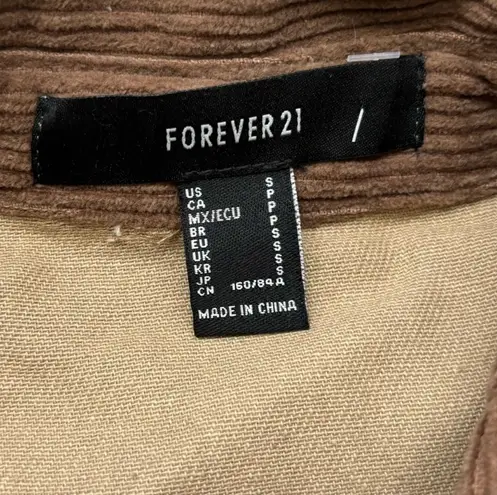 FOREVER 21 /
US S
CA P
MX/ECU P
BR P
EU S
UK S
KR S
JP S
CN 160/84A
MADE IN CHINA